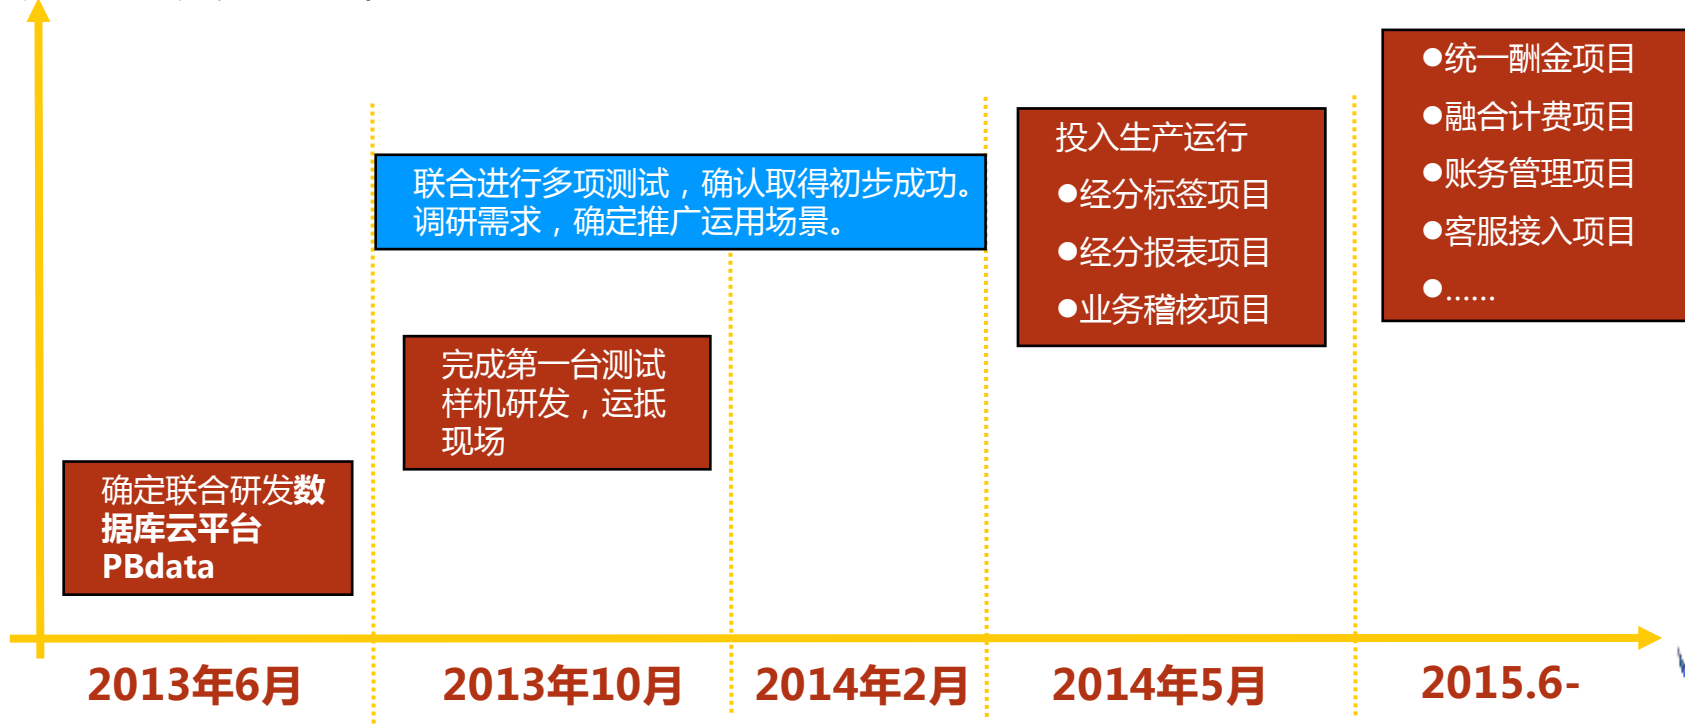 ●统一酬金项目
●融合计费项目
●账务管理项目
●客服接入项目
●......
投入生产运行
●经分标签项目
●经分报表项目
●业务稽核项目
联合进行多项测试，确认取得初步成功。
调研需求，确定推广运用场景。
完成第一台测试
样机研发，运抵
现场
确定联合研发数
据库云平台
PBdata
2013年6月
2013年10月
2014年2月
2014年5月
2015.6-